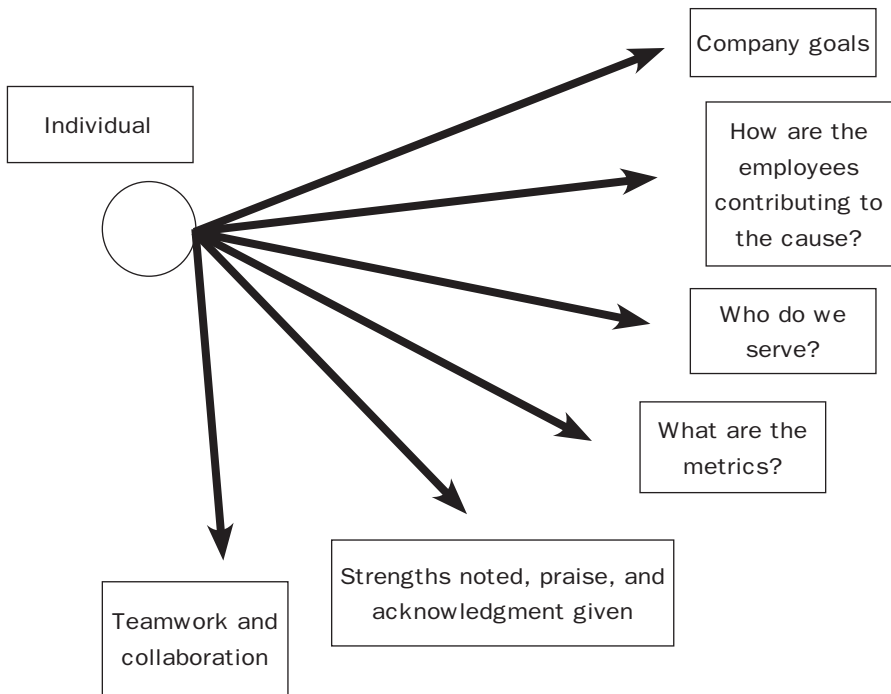 Company goals
Individual
How are the
employees
contributing to
the cause?
Who do we
serve?
What are the
metrics?
Strengths noted, praise, and
acknowledgment given
Teamwork and
collaboration